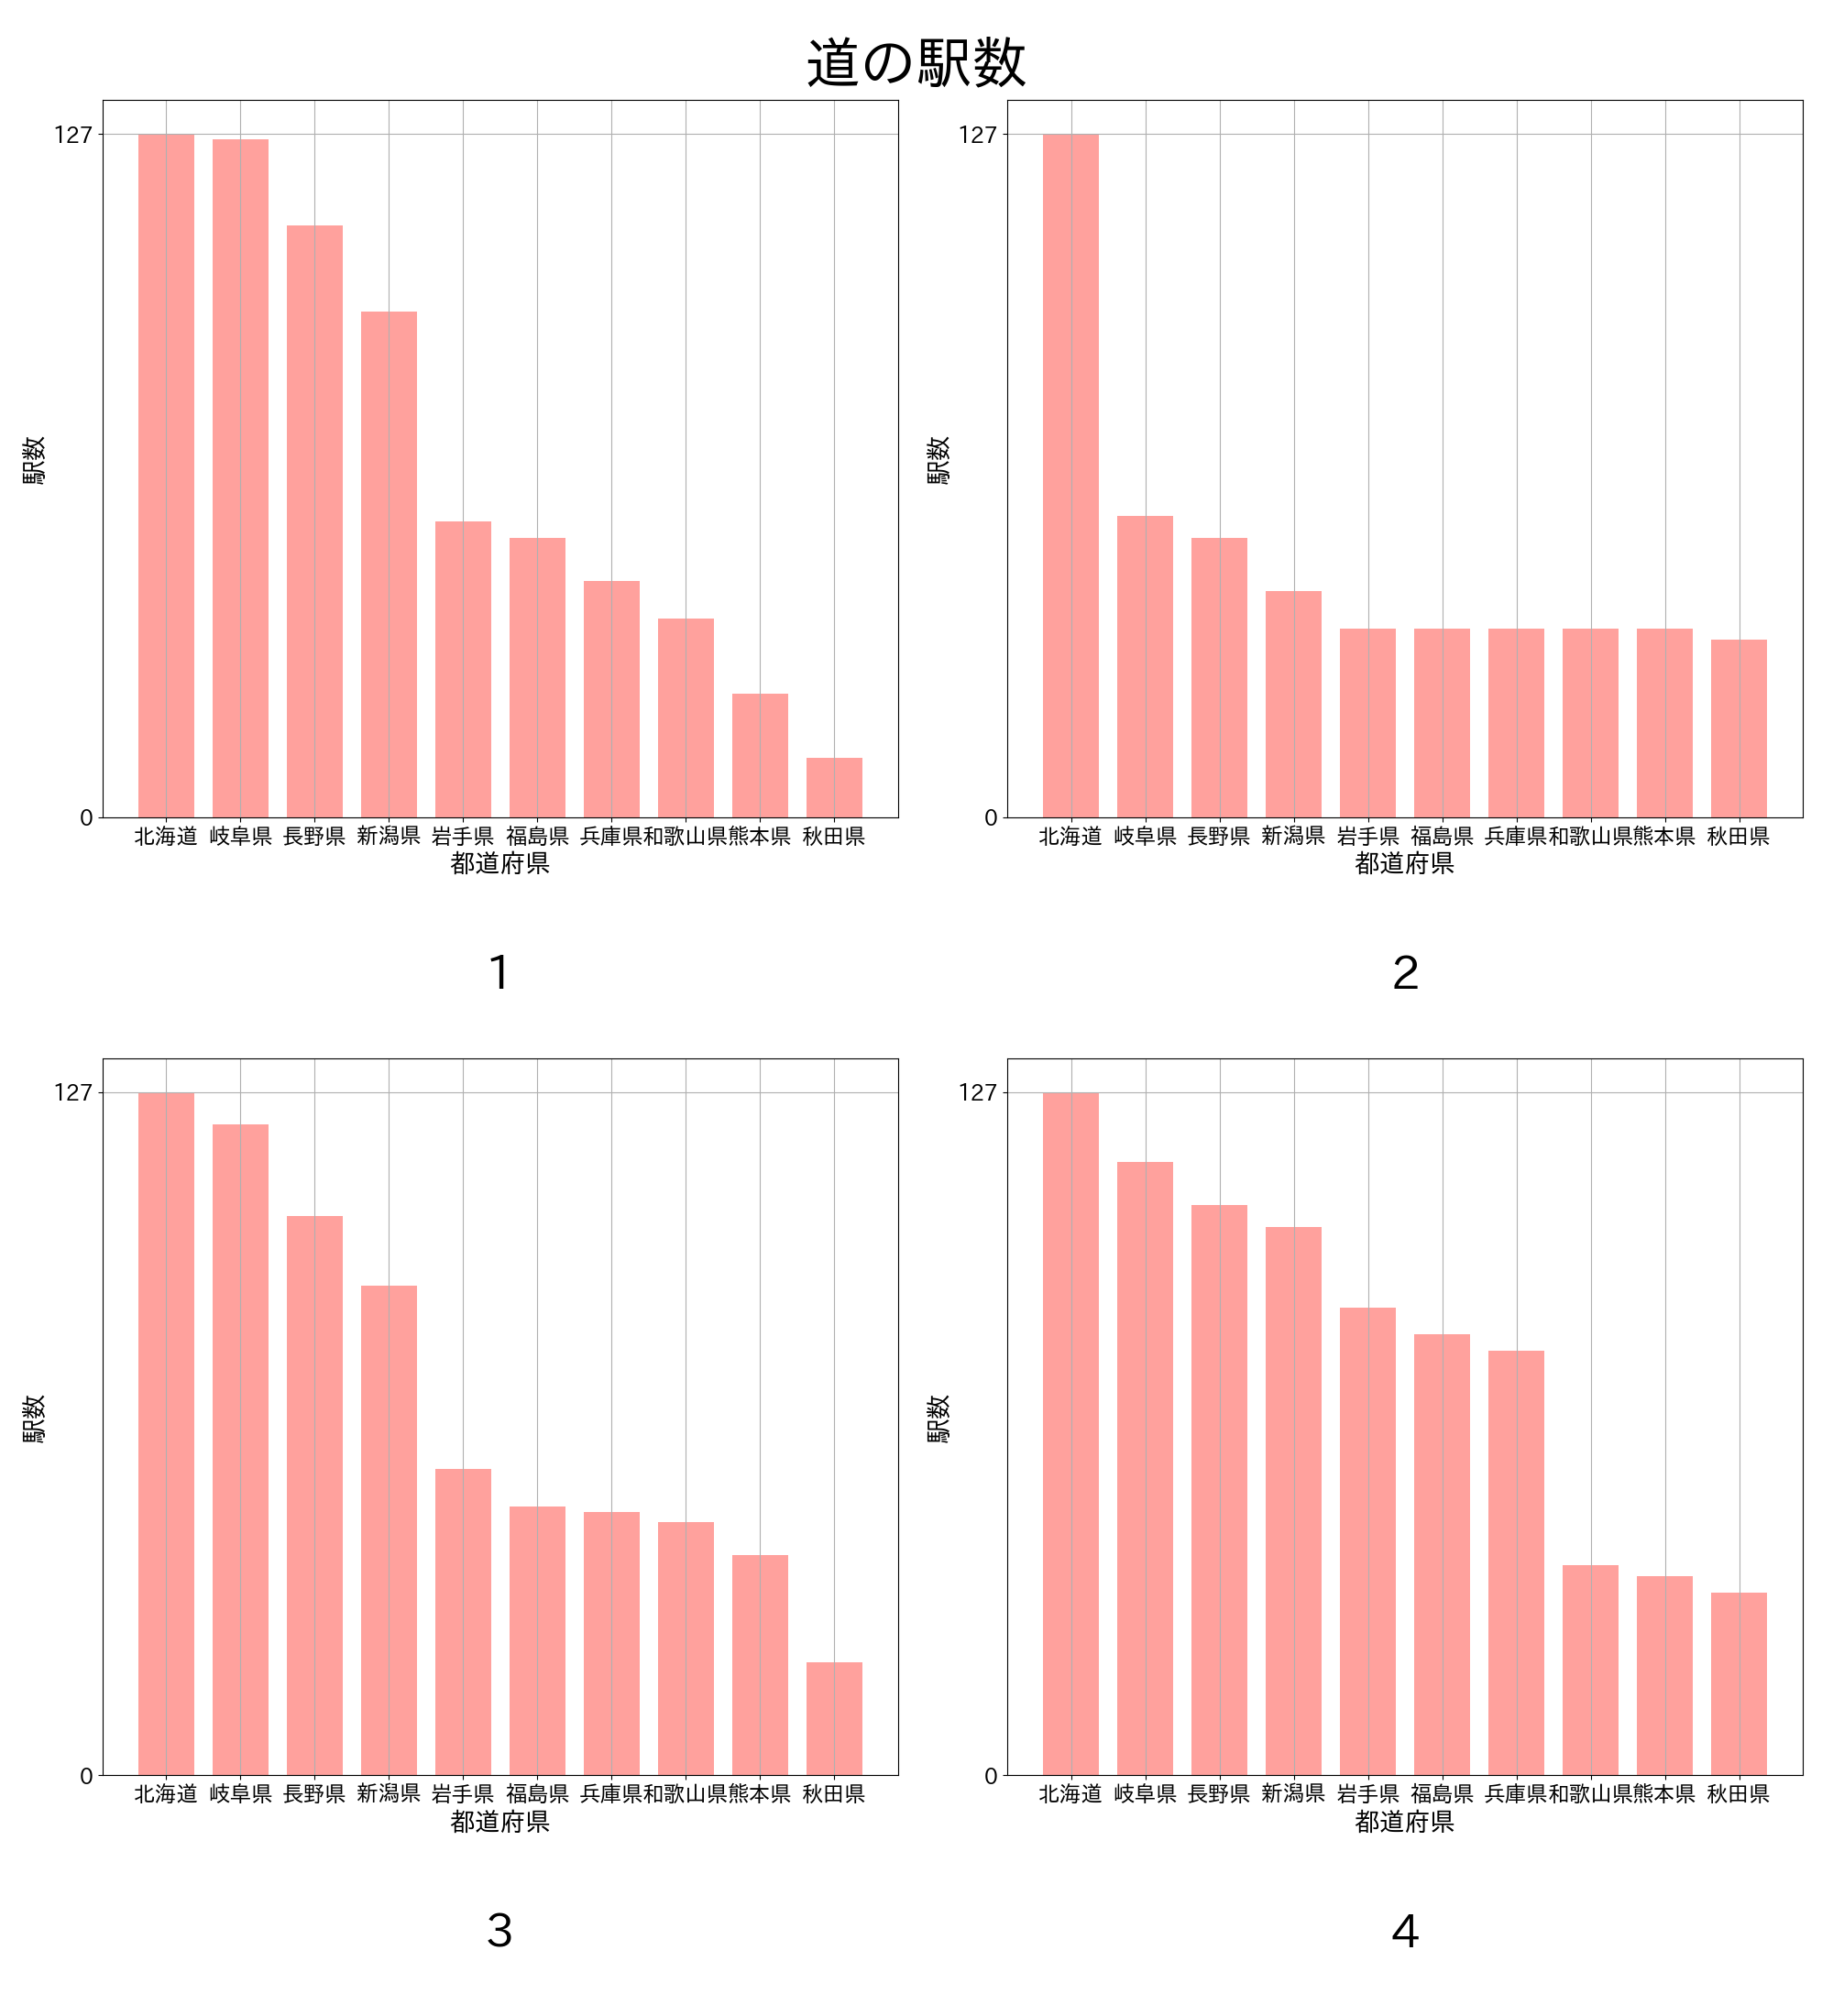 道の駅数
127
0
駅数
北海道 岐阜県 長野県 新潟県 岩手県 福島県 兵庫県 和歌山県 熊本県 秋田県
都道府県
1
127
0
駅数
北海道 岐阜県 長野県 新潟県 岩手県 福島県 兵庫県 和歌山県 熊本県 秋田県
都道府県
2
127
0
駅数
北海道 岐阜県 長野県 新潟県 岩手県 福島県 兵庫県 和歌山県 熊本県 秋田県
都道府県
3
127
0
駅数
北海道 岐阜県 長野県 新潟県 岩手県 福島県 兵庫県 和歌山県 熊本県 秋田県
都道府県
4